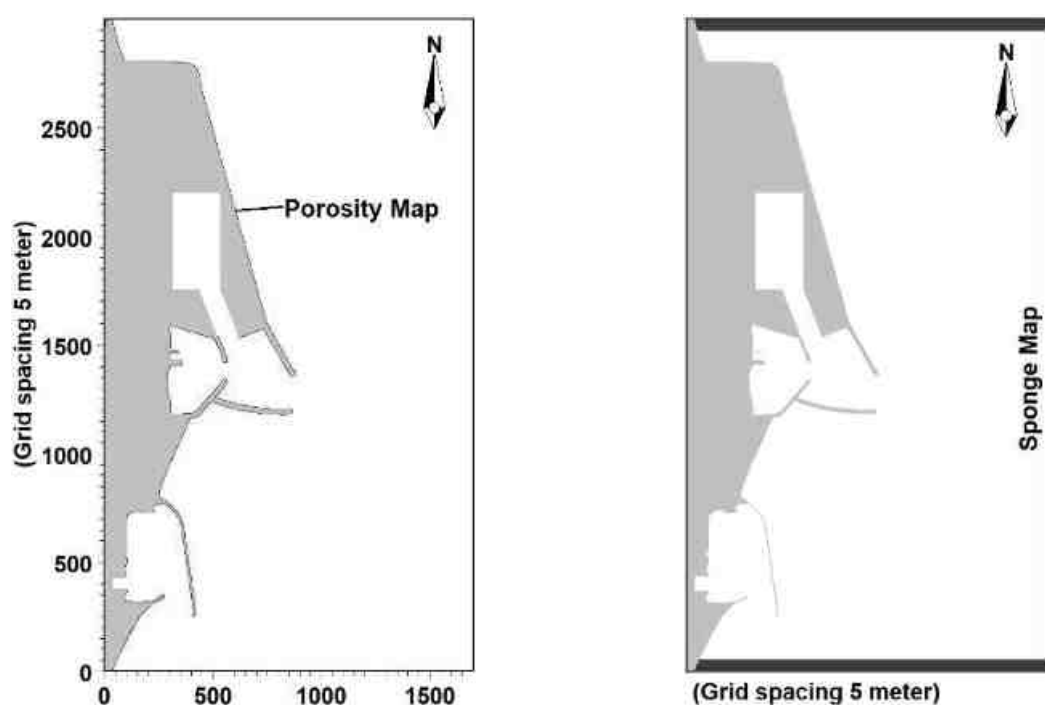 N
2500
Porosity Map
2000
(Grid spacing 5 meter)
1500
1000
500
0
0 500 1000 1500
N
Sponge Map
(Grid spacing 5 meter)